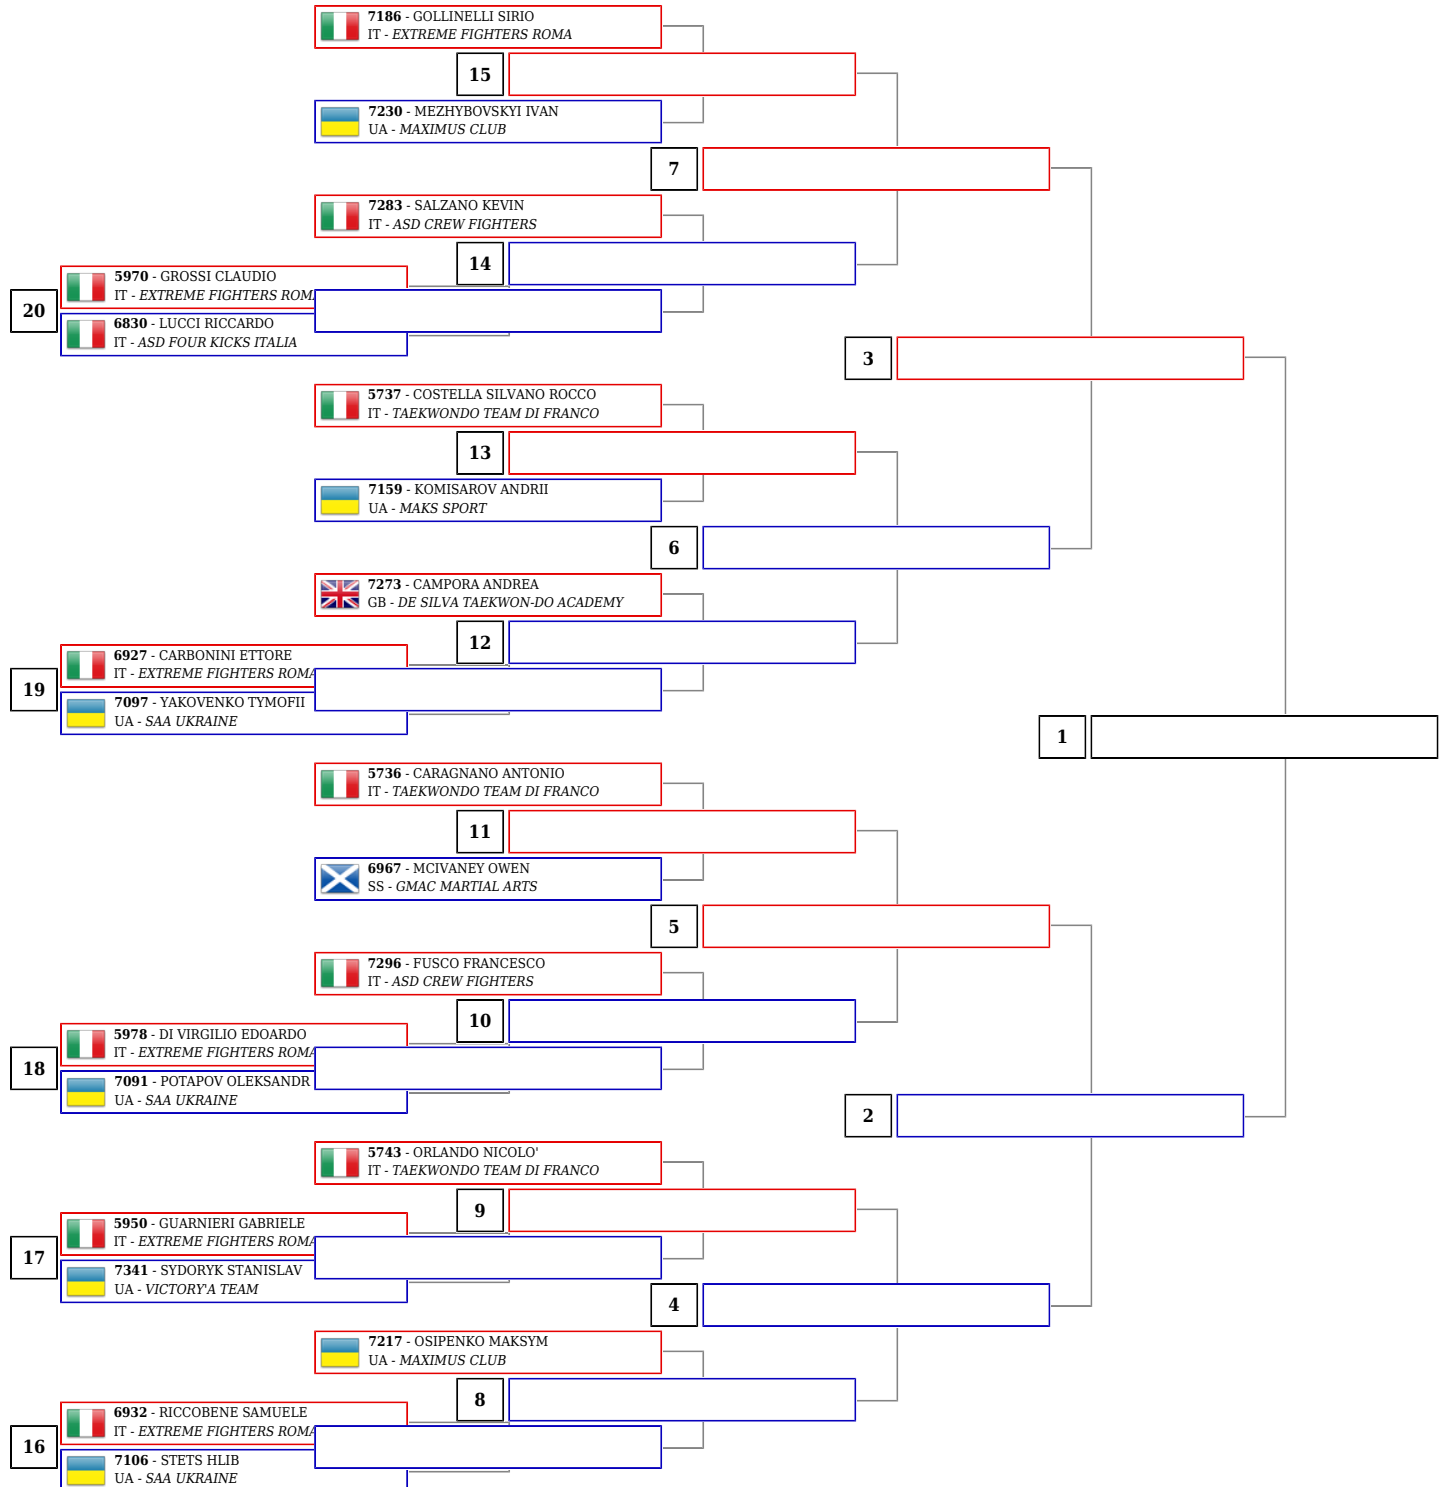 7186 - GOLLINELLI SIRIO
IT - EXTREME FIGHTERS ROMA
15
7230 - MEZHYBOVSKYI IVAN
UA - MAXIMUS CLUB
7
7283 - SALZANO KEVIN
IT - ASD CREW FIGHTERS
14
5970 - GROSSI CLAUDIO
IT - EXTREME FIGHTERS ROMA
20
6830 - LUCCI RICCARDO
IT - ASD FOUR KICKS ITALIA
3
5737 - COSTELLA SILVANO ROCCO
IT - TAEKWONDO TEAM DI FRANCO
13
7159 - KOMISAROV ANDRII
UA - MAKS SPORT
6
7273 - CAMPORA ANDREA
GB - DE SILVA TAEKWON-DO ACADEMY
12
6927 - CARBONINI ETTORE
IT - EXTREME FIGHTERS ROMA
19
7097 - YAKOVENKO TYMOFII
UA - SAA UKRAINE
1
5736 - CARAGNANO ANTONIO
IT - TAEKWONDO TEAM DI FRANCO
11
6967 - MCIVANEY OWEN
SS - GMAC MARTIAL ARTS
5
7296 - FUSCO FRANCESCO
IT - ASD CREW FIGHTERS
10
5978 - DI VIRGILIO EDOARDO
IT - EXTREME FIGHTERS ROMA
18
7091 - POTAPOV OLEKSANDR
UA - SAA UKRAINE
2
5743 - ORLANDO NICOLO'
IT - TAEKWONDO TEAM DI FRANCO
9
5950 - GUARNIERI GABRIELE
IT - EXTREME FIGHTERS ROMA
17
7341 - SYDORYK STANISLAV
UA - VICTORY'A TEAM
4
7217 - OSIPENKO MAKSYM
UA - MAXIMUS CLUB
8
6932 - RICCOBENE SAMUELE
IT - EXTREME FIGHTERS ROMA
16
7106 - STETS HLIB
UA - SAA UKRAINE